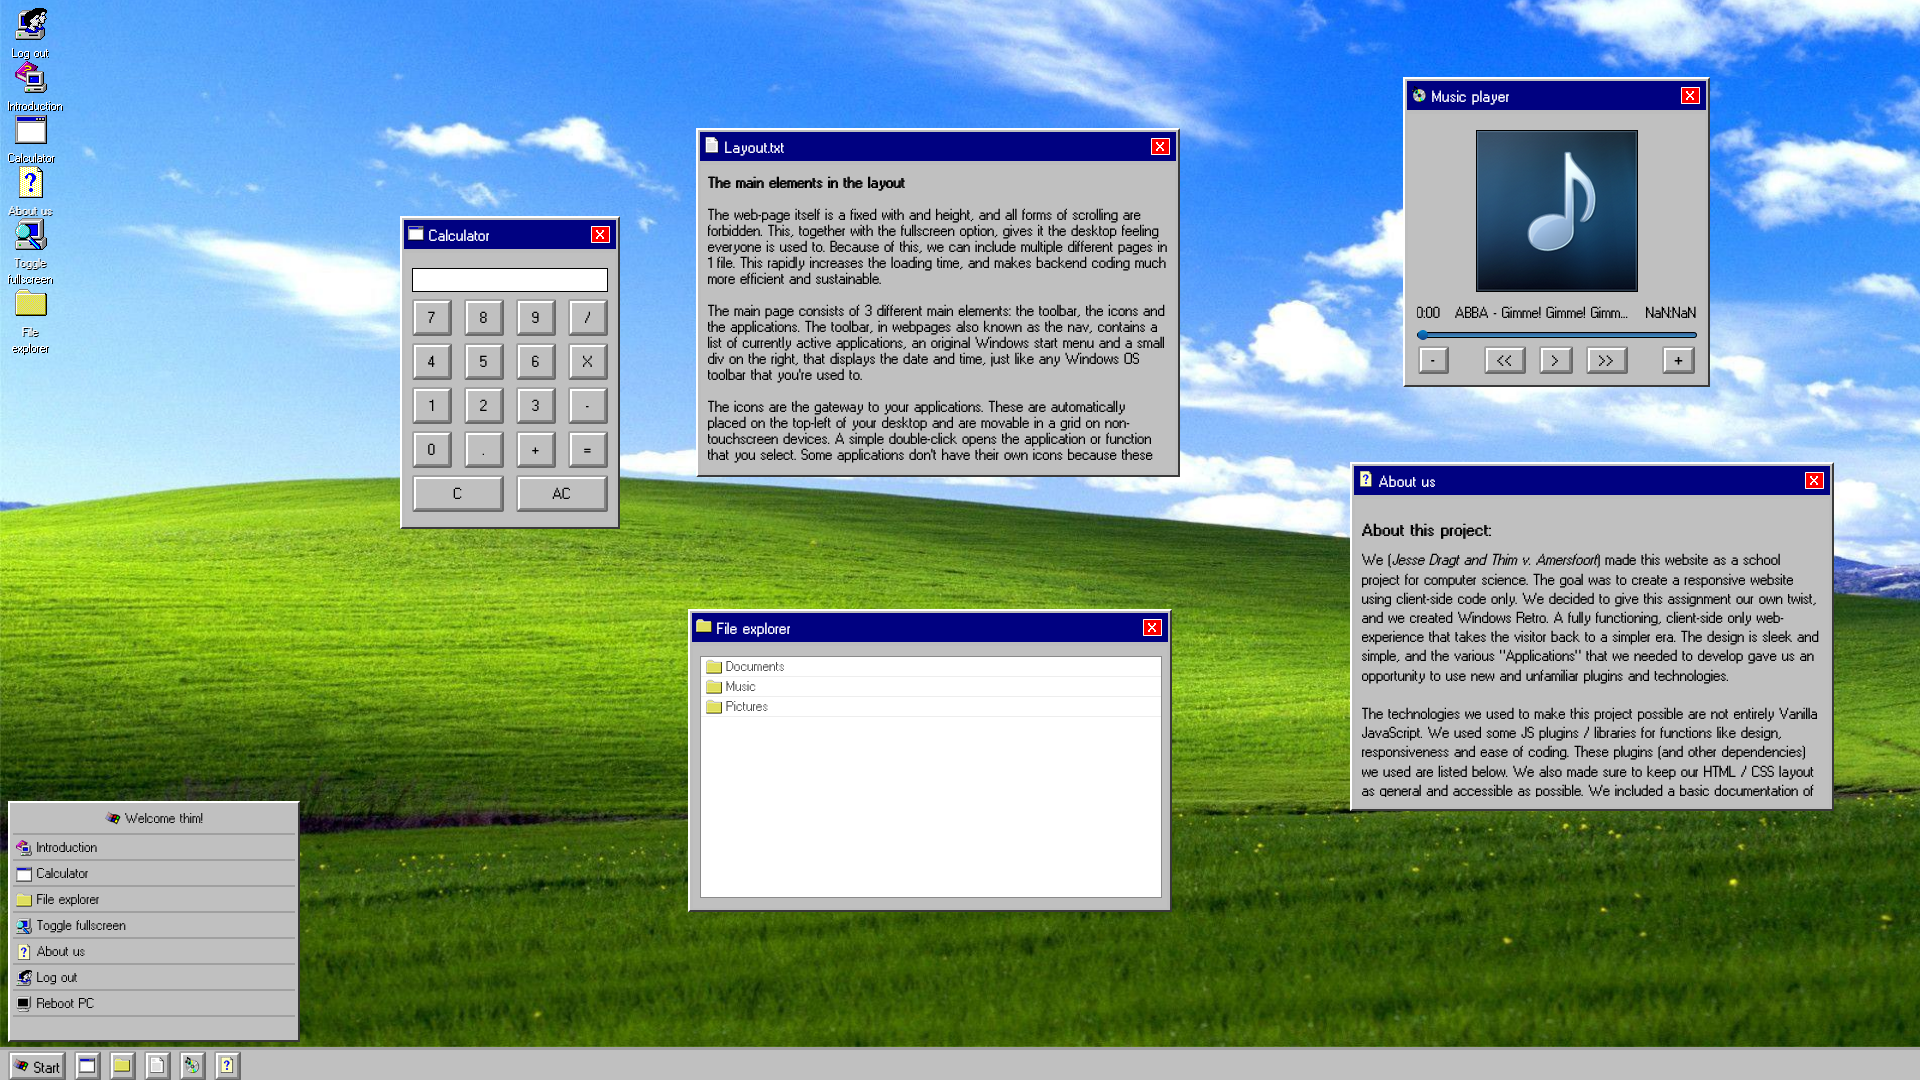 Log out
Introduction
Calculator
About us
Toggle
fullscreen
File
explorer
Calculator
7 8 9 /
4 5 6 X
1 2 3 -
0 . + =
C AC
Layout.txt
The main elements in the layout
The web-page itself is a fixed with and height, and all forms of scrolling are
forbidden. This, together with the fullscreen option, gives it the desktop feeling
everyone is used to. Because of this, we can include multiple different pages in
1 file. This rapidly increases the loading time, and makes backend coding much
more efficient and sustainable.
The main page consists of 3 different main elements: the toolbar, the icons and
the applications. The toolbar, in webpages also known as the nav, contains a
list of currently active applications, an original Windows start menu and a small
div on the right, that displays the date and time, just like any Windows OS
toolbar that you're used to.
The icons are the gateway to your applications. These are automatically
placed on the top-left of your desktop and are movable in a grid on non-
touchscreen devices. A simple double-click opens the application or function
that you select. Some applications don't have their own icons because these
Music player
0:00 ABBA - Gimme! Gimme! Gimm... NaN:NaN
- << > >> +
About us
About this project:
We (Jesse Dragt and Thim v. Amersfoort) made this website as a school
project for computer science. The goal was to create a responsive website
using client-side code only. We decided to give this assignment our own twist,
and we created Windows Retro. A fully functioning, client-side only web-
experience that takes the visitor back to a simpler era. The design is sleek and
simple, and the various "Applications" that we needed to develop gave us an
opportunity to use new and unfamiliar plugins and technologies.
The technologies we used to make this project possible are not entirely Vanilla
JavaScript. We used some JS plugins / libraries for functions like design,
responsiveness and ease of coding. These plugins (and other dependencies)
we used are listed below. We also made sure to keep our HTML / CSS layout
as general and accessible as possible. We included a basic documentation of
File explorer
Documents
Music
Pictures
Welcome thim!
Introduction
Calculator
File explorer
Toggle fullscreen
About us
Log out
Reboot PC
Start